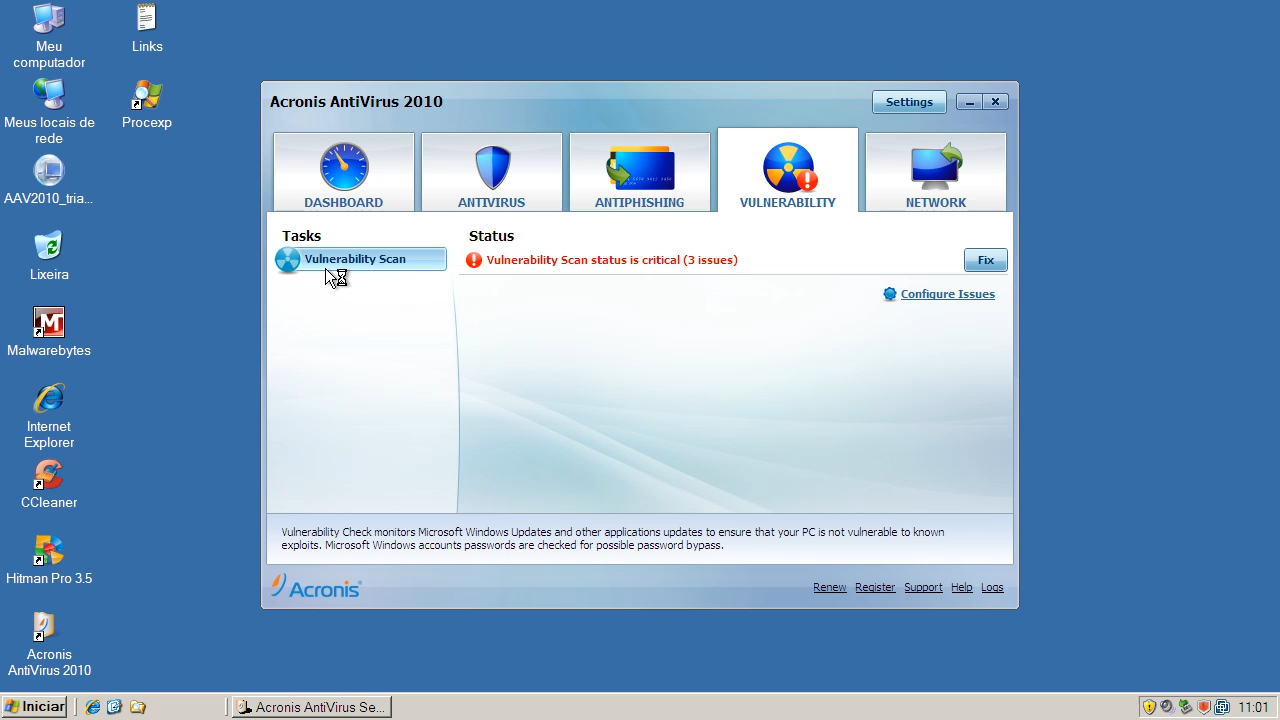 Meu
computador
Links
Meus locais de
rede
Procexp
AAV2010_tria...
Lixeira
Malwarebytes
Internet
Explorer
CCleaner
Hitman Pro 3.5
Acronis
AntiVirus 2010
Acronis AntiVirus 2010
Settings
DASHBOARD
ANTIVIRUS
ANTIPHISHING
VULNERABILITY
NETWORK
Tasks
Vulnerability Scan
Status
Vulnerability Scan status is critical (3 issues)
Fix
Configure Issues
Vulnerability Check monitors Microsoft Windows Updates and other applications updates to ensure that your PC is not vulnerable to known
exploits. Microsoft Windows accounts passwords are checked for possible password bypass.
Acronis
Renew Register Support Help Logs
Iniciar
Acronis AntiVirus Se...
11:01